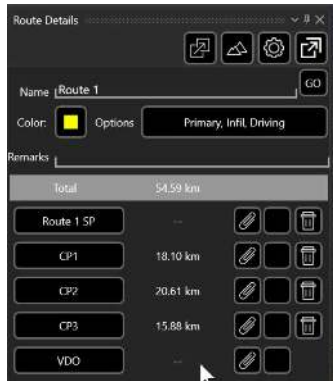 Route Details
Name Route 1 GO
Color: Options Primary, Infil, Driving
Remarks
Total 54.59 km
Route 1 SP ---
CP1 18.10 km
CP2 20.61 km
CP3 15.88 km
VDO ---